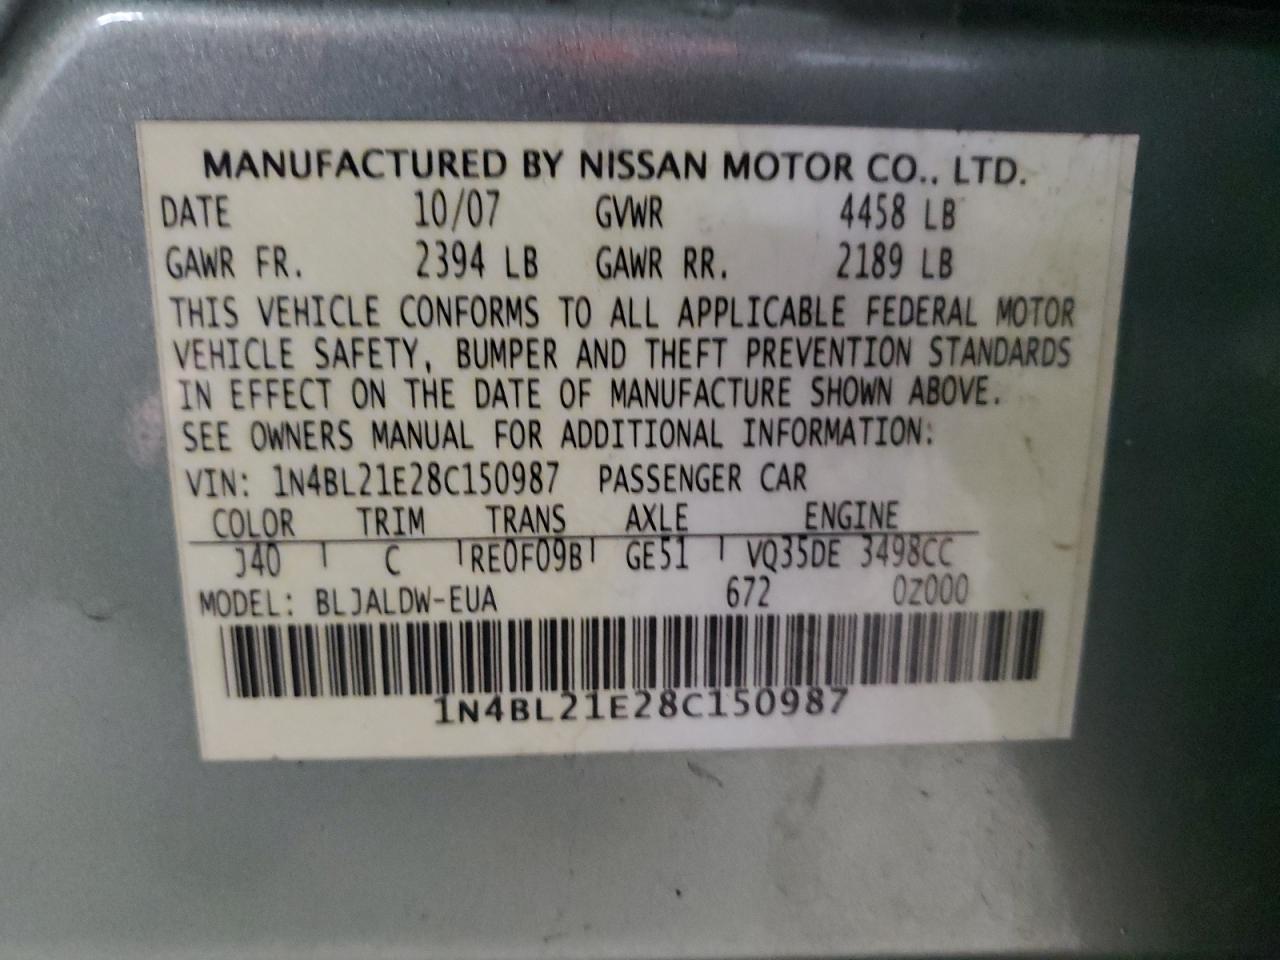 MANUFACTURED BY NISSAN MOTOR CO., LTD.
DATE 10/07 GVWR 4458 LB
GAWR FR. 2394 LB GAWR RR. 2189 LB
THIS VEHICLE CONFORMS TO ALL APPLICABLE FEDERAL MOTOR
VEHICLE SAFETY, BUMPER AND THEFT PREVENTION STANDARDS
IN EFFECT ON THE DATE OF MANUFACTURE SHOWN ABOVE.
SEE OWNERS MANUAL FOR ADDITIONAL INFORMATION:
VIN: 1N4BL21E28C150987 PASSENGER CAR
COLOR TRIM TRANS AXLE ENGINE
J40 C RE0F09B GE51 VQ35DE 3498CC
MODEL: BLJALDW-EUA 672 0Z000
1N4BL21E28C150987